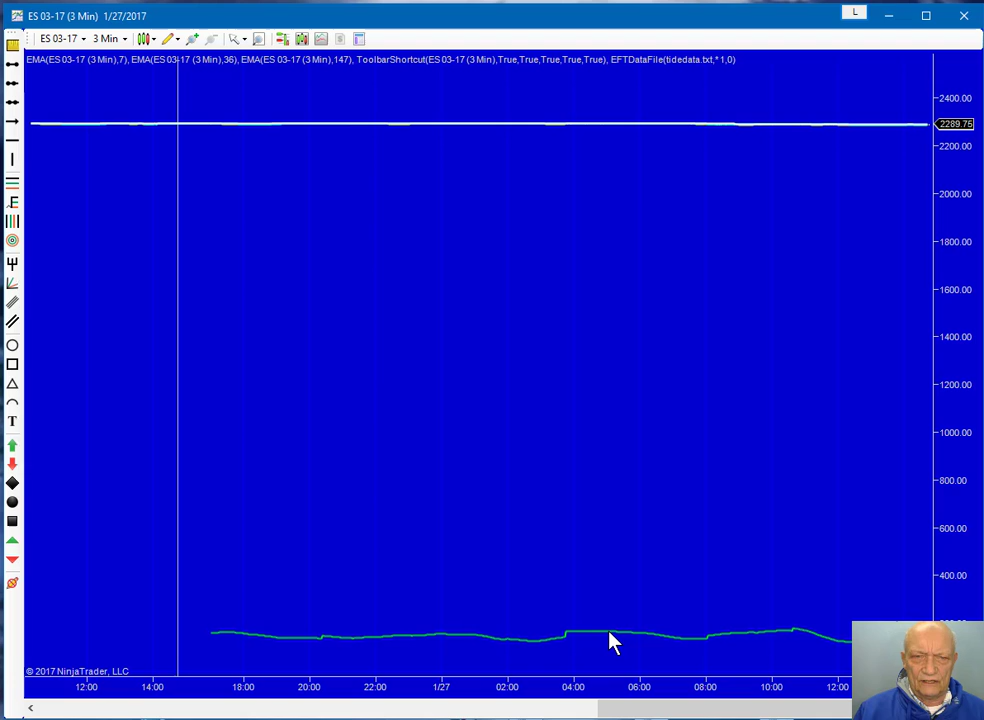 ES 03-17 (3 Min) 1/27/2017
L
ES 03-17 3 Min
EMA(ES 03-17 (3 Min),7), EMA(ES 03-17 (3 Min),36), EMA(ES 03-17 (3 Min),147), ToolbarShortcut(ES 03-17 (3 Min),True,True,True,True,True), EFTDataFile(tidedata.txt,*1,0)
2400.00
2289.75
2200.00
2000.00
1800.00
1600.00
1400.00
1200.00
1000.00
800.00
600.00
400.00
F
T
$
© 2017 NinjaTrader, LLC
12:00 14:00 18:00 20:00 22:00 1/27 02:00 04:00 06:00 08:00 10:00 12:00